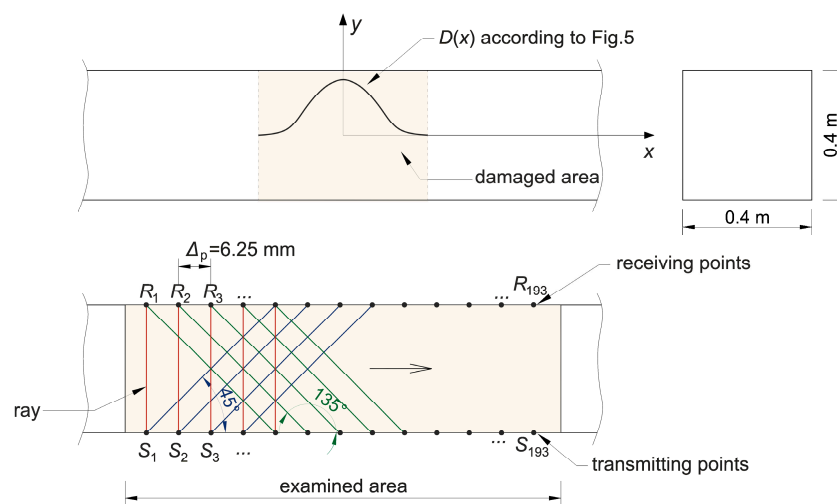 y
D(x) according to Fig.5
x
damaged area
0.4 m
0.4 m
Δp=6.25 mm
receiving points
R1 R2 R3 ... ... R193
ray
45°
135°
S1 S2 S3 ... ... S193
transmitting points
examined area